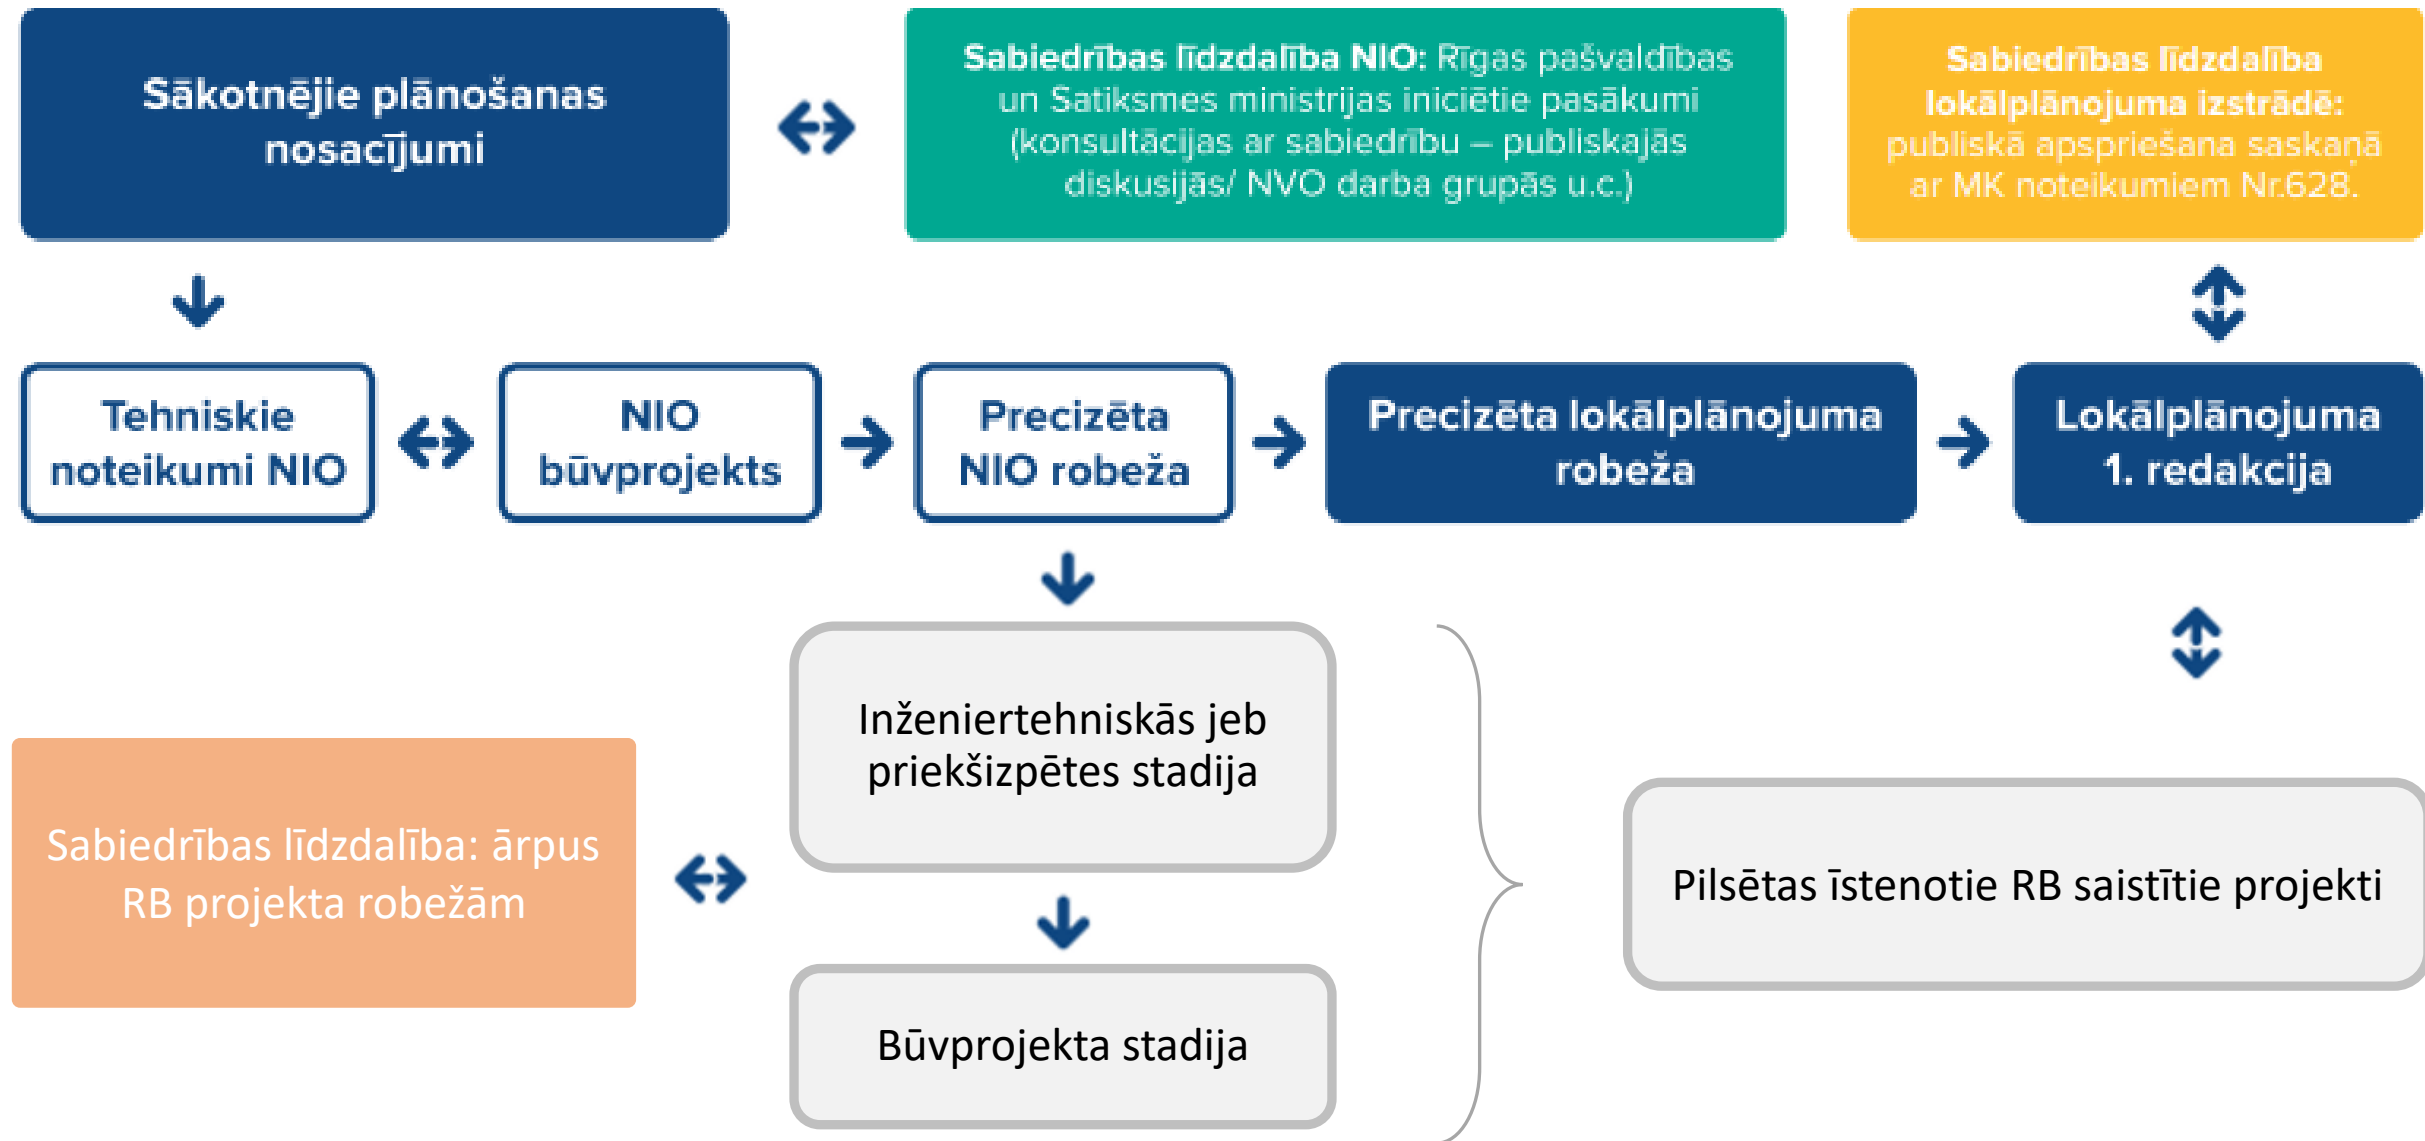 Sākotnējie plānošanas
nosacījumi
Sabiedrības līdzdalība NIO: Rīgas pašvaldības
un Satiksmes ministrijas iniciētie pasākumi
(konsultācijas ar sabiedrību – publiskajās
diskusijās/ NVO darba grupās u.c.)
Sabiedrības līdzdalība
lokālplānojuma izstrādē:
publiskā apspriešana saskaņā
ar MK noteikumiem Nr.628.
Tehniskie
noteikumi NIO
NIO
būvprojekts
Precizēta
NIO robeža
Precizēta lokālplānojuma
robeža
Lokālplānojuma
1. redakcija
Inženiertehniskās jeb
priekšizpētes stadija
Sabiedrības līdzdalība: ārpus
RB projekta robežām
Pilsētas īstenotie RB saistītie projekti
Būvprojekta stadija